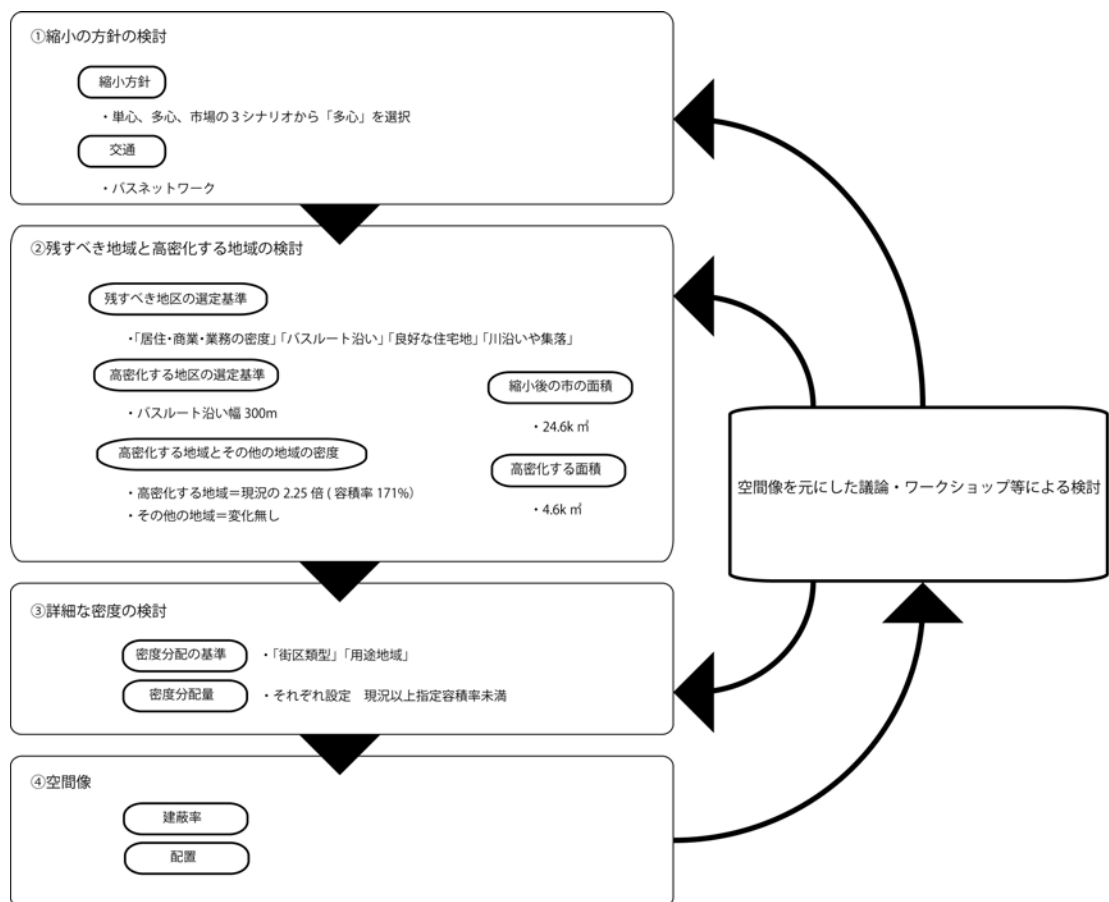 ①縮小の方針の検討
縮小方針
・単心、多心、市場の3シナリオから「多心」を選択
交通
・バスネットワーク
②残すべき地域と高密化する地域の検討
残すべき地区の選定基準
・「居住・商業・業務の密度」「バスルート沿い」「良好な住宅地」「川沿いや集落」
高密化する地区の選定基準
・バスルート沿い幅 300m
高密化する地域とその他の地域の密度
・高密化する地域＝現況の 2.25 倍 ( 容積率 171%)
・その他の地域＝変化無し
縮小後の市の面積
・24.6k ㎡
高密化する面積
・4.6k ㎡
③詳細な密度の検討
密度分配の基準
・「街区類型」「用途地域」
密度分配量
・それぞれ設定　現況以上指定容積率未満
④空間像
建蔽率
配置
空間像を元にした議論・ワークショップ等による検討